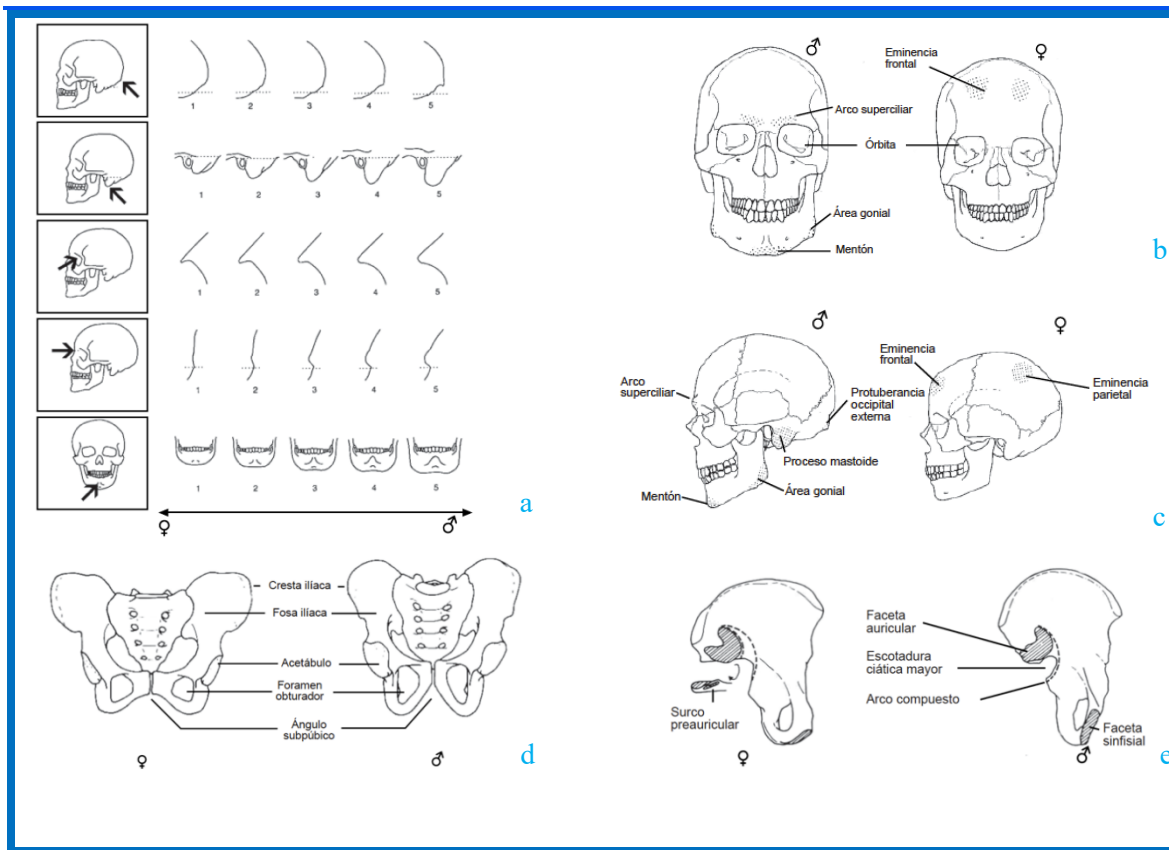 1 2 3 4 5
1 2 3 4 5
1 2 3 4 5
1 2 3 4 5
1 2 3 4 5
♀ ♂
a
♂ ♀
Eminencia
frontal
Arco superciliar
Órbita
Área gonial
Mentón
b
♂ ♀
Arco
superciliar
Protuberancia
occipital
externa
Proceso mastoide
Área gonial
Mentón
Eminencia
frontal
Eminencia
parietal
c
Cresta ilíaca
Fosa ilíaca
Acetábulo
Foramen
obturador
Ángulo
subpúbico
♀ ♂
d
Surco
preauricular
Faceta
auricular
Escotadura
ciática mayor
Arco compuesto
Faceta
sinfisial
♀ ♂
e